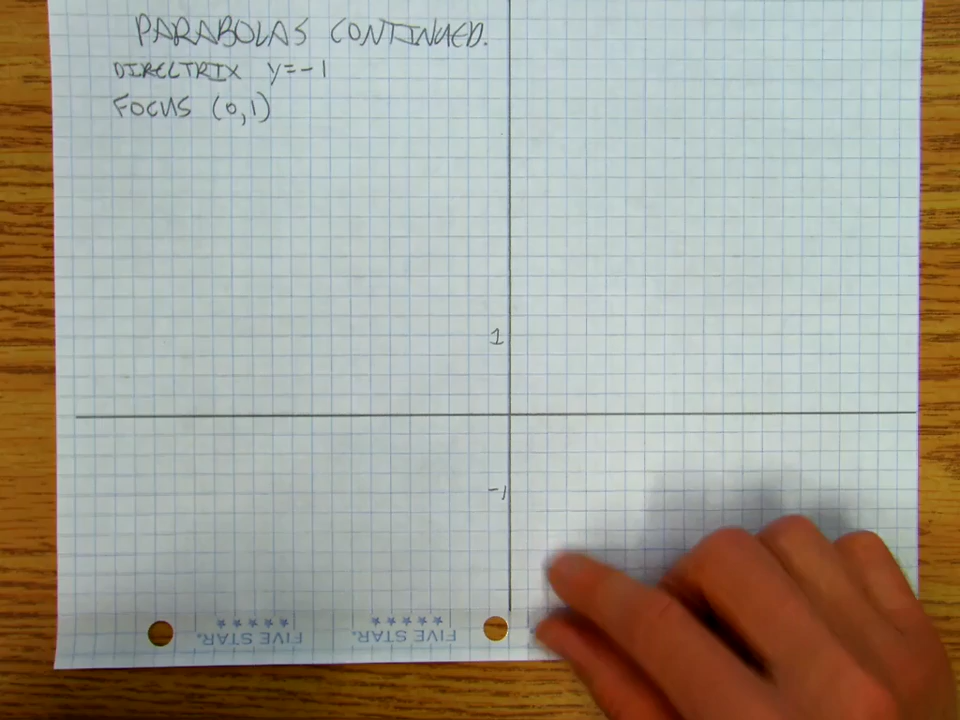 PARABOLAS CONTINUED.
DIRECTRIX y=-1
FOCUS (0,1)
1
-1
FIVE STAR.
FIVE STAR.